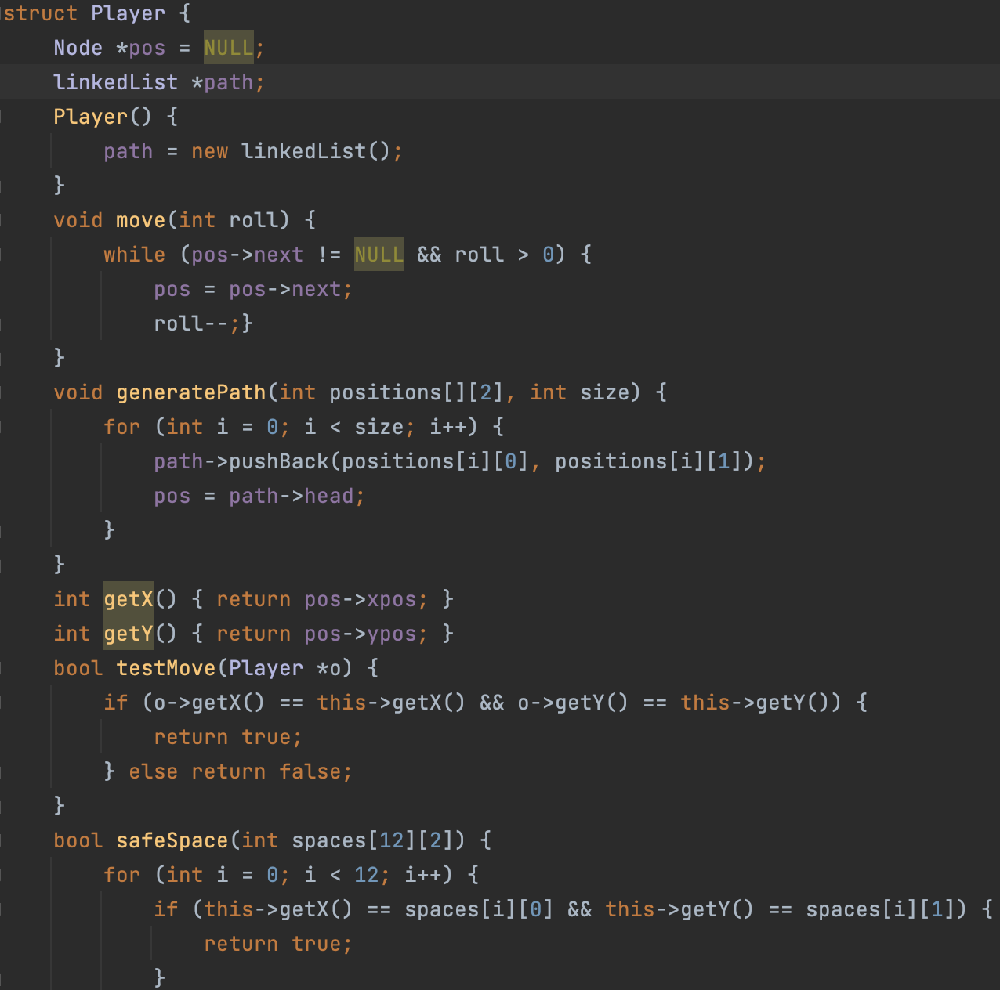 struct Player {
    Node *pos = NULL;
    linkedList *path;
    Player() {
        path = new linkedList();
    }
    void move(int roll) {
        while (pos->next != NULL && roll > 0) {
            pos = pos->next;
            roll--;}
    }
    void generatePath(int positions[][2], int size) {
        for (int i = 0; i < size; i++) {
            path->pushBack(positions[i][0], positions[i][1]);
            pos = path->head;
        }
    }
    int getX() { return pos->xpos; }
    int getY() { return pos->ypos; }
    bool testMove(Player *o) {
        if (o->getX() == this->getX() && o->getY() == this->getY()) {
            return true;
        } else return false;
    }
    bool safeSpace(int spaces[12][2]) {
        for (int i = 0; i < 12; i++) {
            if (this->getX() == spaces[i][0] && this->getY() == spaces[i][1]) {
                return true;
            }